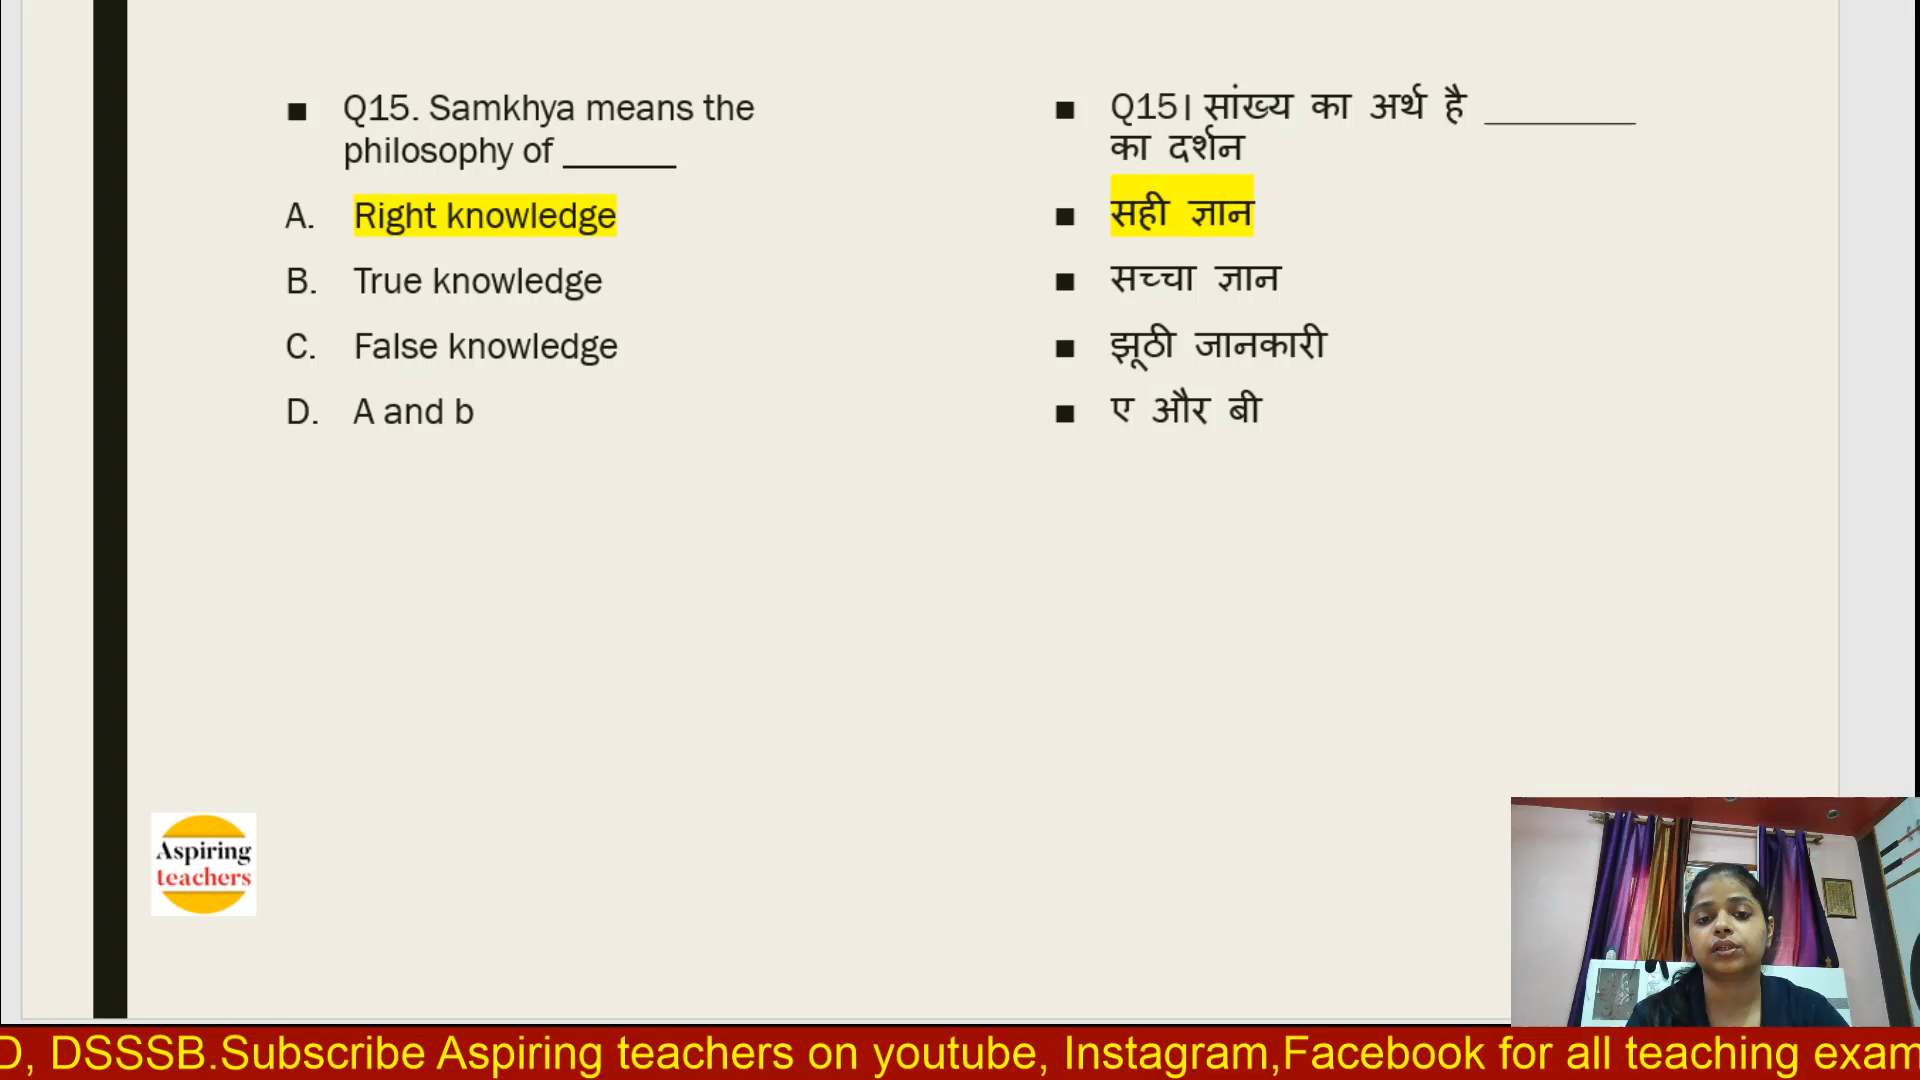 Q15. Samkhya means the
philosophy of ______
A. Right knowledge
B. True knowledge
C. False knowledge
D. A and b
Q15। सांख्य का अर्थ है ________
का दर्शन
सही ज्ञान
सच्चा ज्ञान
झूठी जानकारी
ए और बी
Aspiring
teachers
D, DSSSB.Subscribe Aspiring teachers on youtube, Instagram,Facebook for all teaching exam